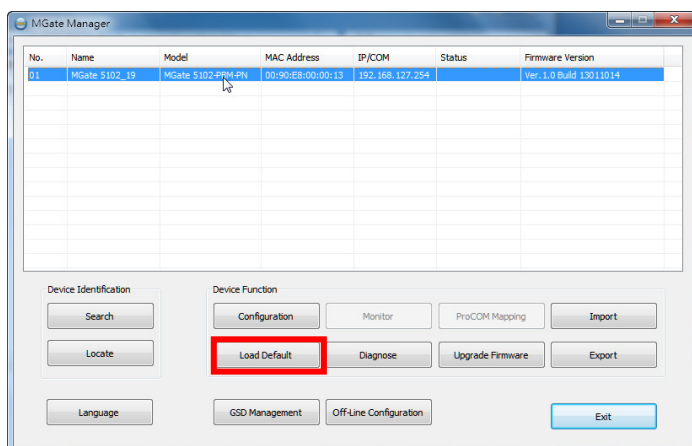 MGate Manager
No. Name Model MAC Address IP/COM Status Firmware Version
01 MGate 5102_19 MGate 5102-PBM-PN 00:90:E8:00:00:13 192.168.127.254 Ver.1.0 Build 13011014
Device Identification Device Function
Search Configuration Monitor ProCOM Mapping Import
Locate Load Default Diagnose Upgrade Firmware Export
Language GSD Management Off-Line Configuration Exit